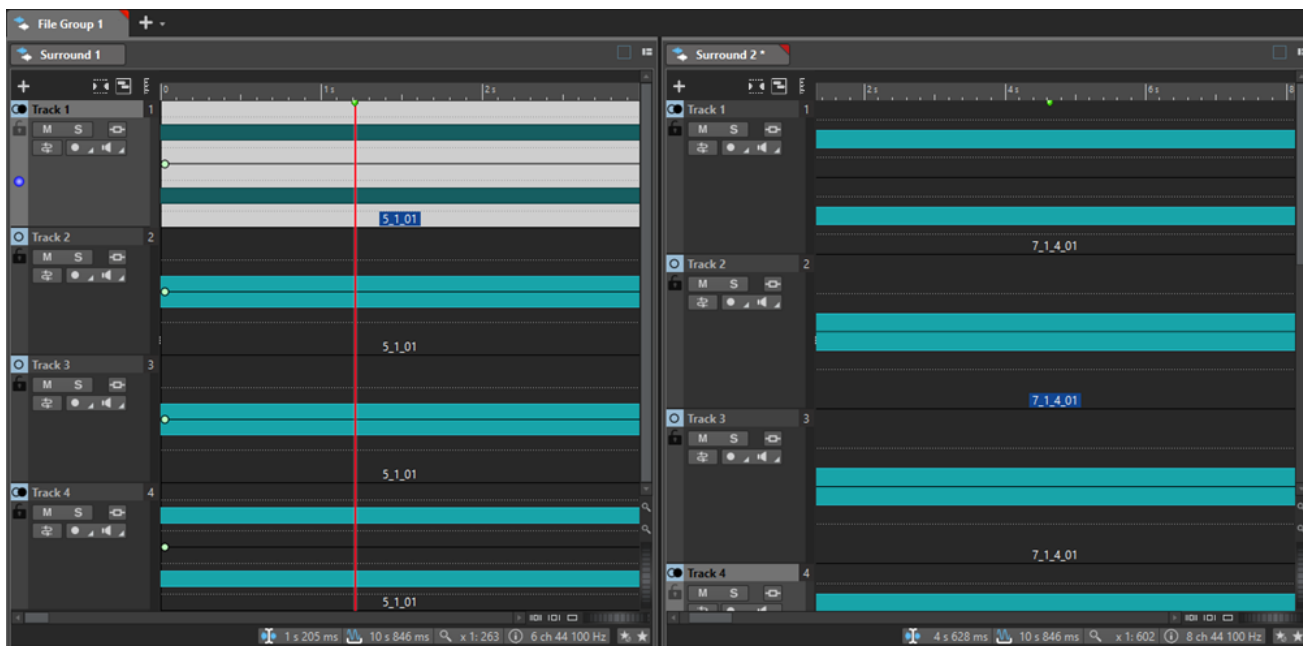 File Group 1
Surround 1
0 1 s 2 s
Track 1 1
M S
5_1_01
Track 2 2
M S
5_1_01
Track 3 3
M S
5_1_01
Track 4 4
M S
5_1_01
1 s 205 ms 10 s 846 ms x 1: 263 6 ch 44 100 Hz
Surround 2 *
2 s 4 s 6 s 8
Track 1 1
M S
7_1_4_01
Track 2 2
M S
7_1_4_01
Track 3 3
M S
7_1_4_01
Track 4 4
M S
4 s 628 ms 10 s 846 ms x 1: 602 8 ch 44 100 Hz